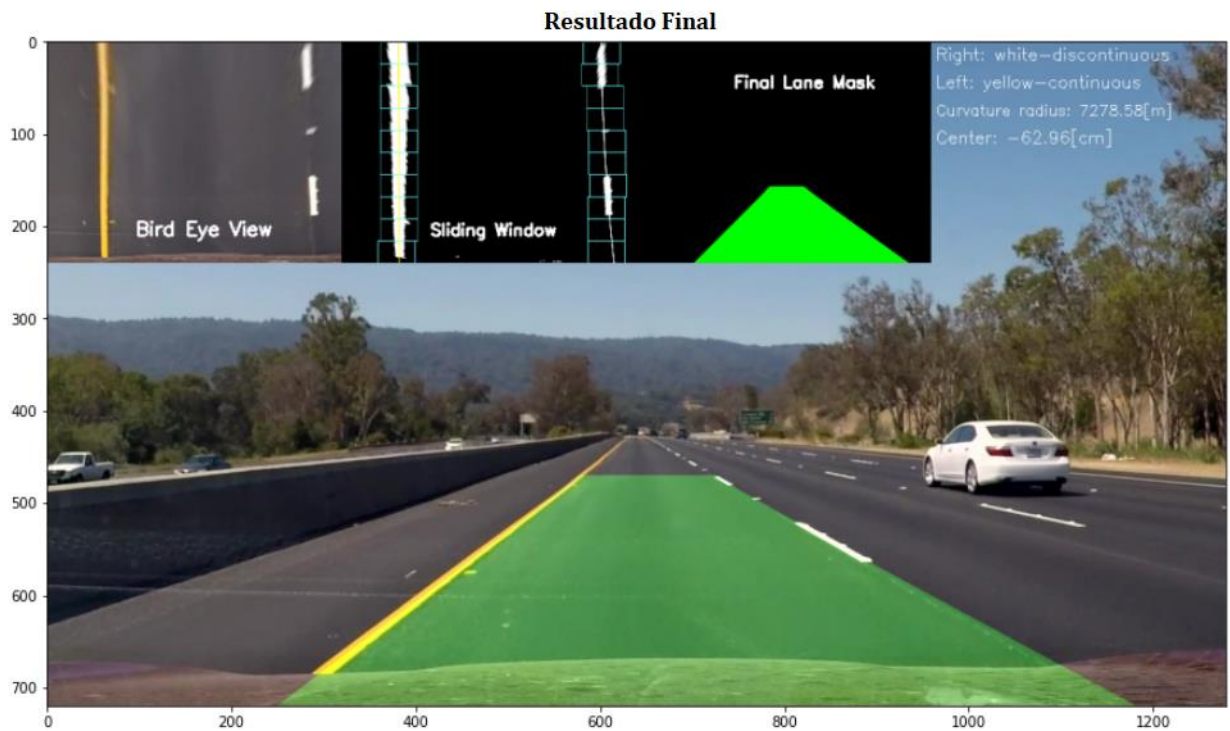 Resultado Final
0
100
200
300
400
500
600
700
Bird Eye View
Sliding Window
Final Lane Mask
Right: white-discontinuous
Left: yellow-continuous
Curvature radius: 7278.58[m]
Center: -62.96[cm]
0 200 400 600 800 1000 1200